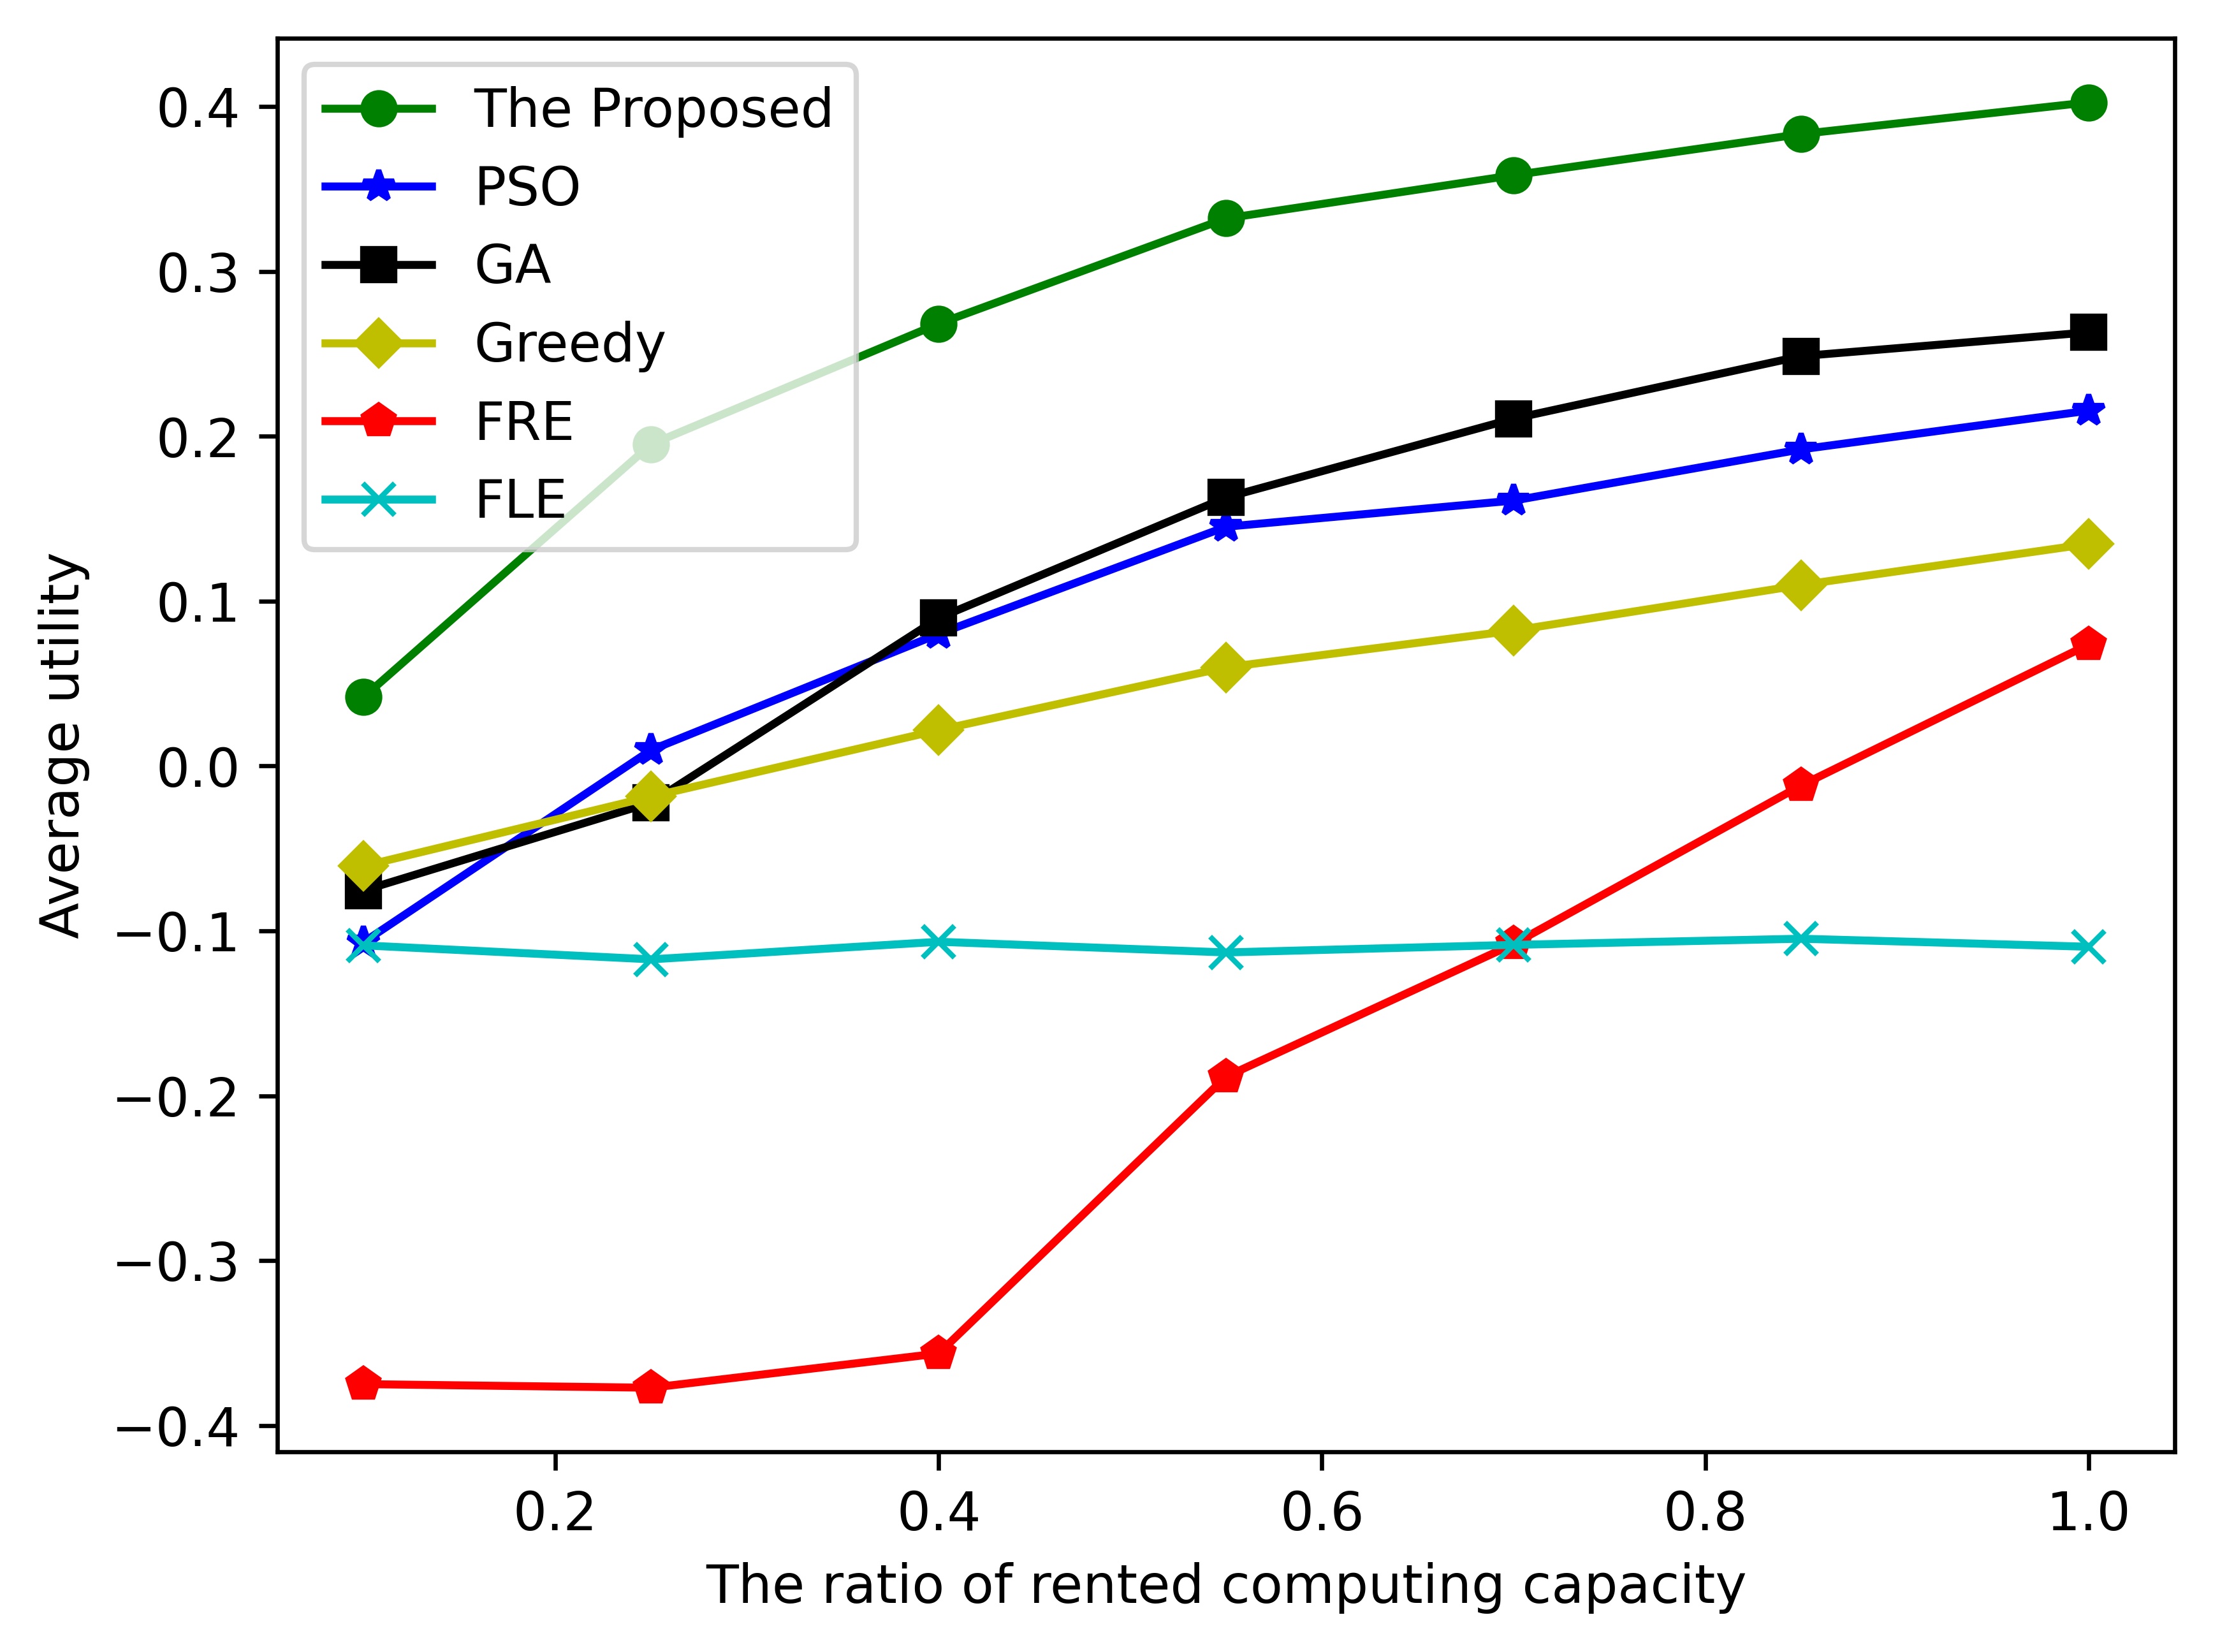 The Proposed
PSO
GA
Greedy
FRE
FLE
Average utility
0.4
0.3
0.2
0.1
0.0
−0.1
−0.2
−0.3
−0.4
0.2 0.4 0.6 0.8 1.0
The ratio of rented computing capacity